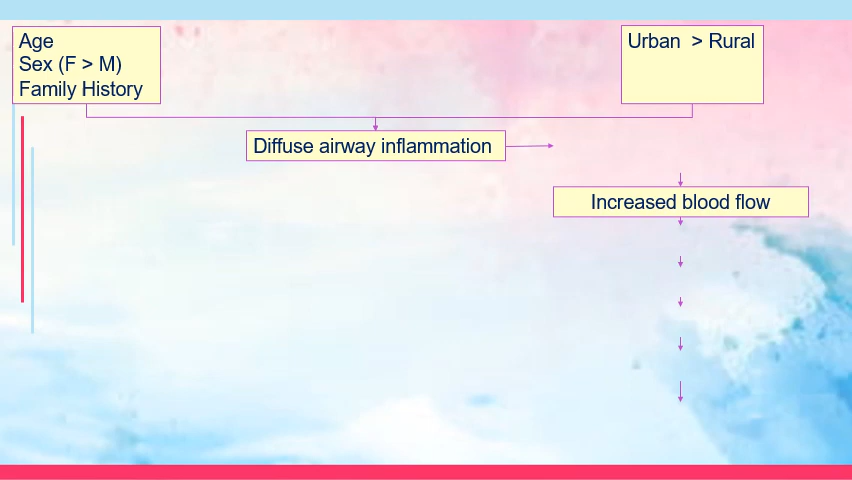 Age
Sex (F > M)
Family History
Urban  > Rural
Diffuse airway inflammation
Increased blood flow